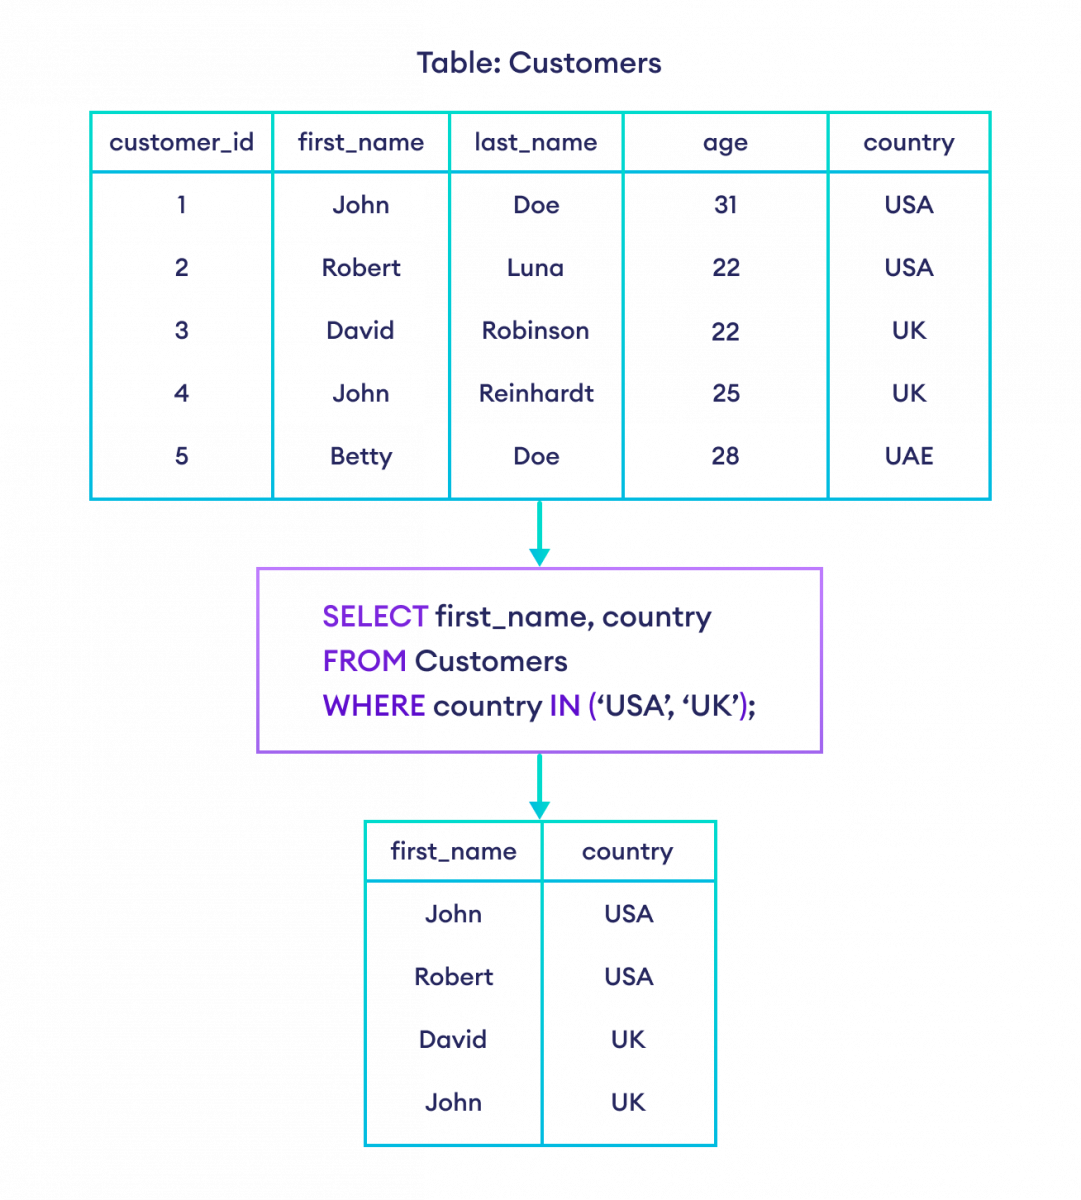 Table: Customers
customer_id first_name last_name age country
1 John Doe 31 USA
2 Robert Luna 22 USA
3 David Robinson 22 UK
4 John Reinhardt 25 UK
5 Betty Doe 28 UAE
SELECT first_name, country
FROM Customers
WHERE country IN (‘USA’, ‘UK’);
first_name country
John USA
Robert USA
David UK
John UK